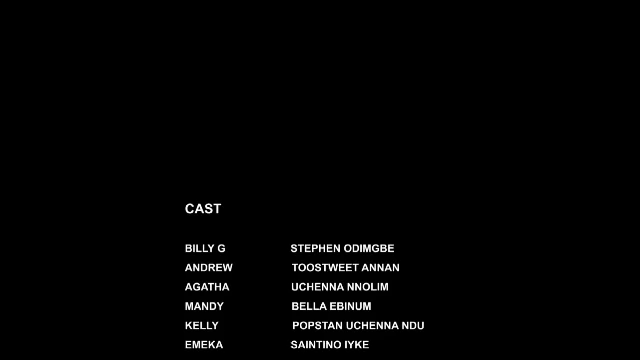 CAST
BILLY G STEPHEN ODIMGBE
ANDREW TOOSTWEET ANNAN
AGATHA UCHENNA NNOLIM
MANDY BELLA EBINUM
KELLY POPSTAN UCHENNA NDU
EMEKA SAINTINO IYKE